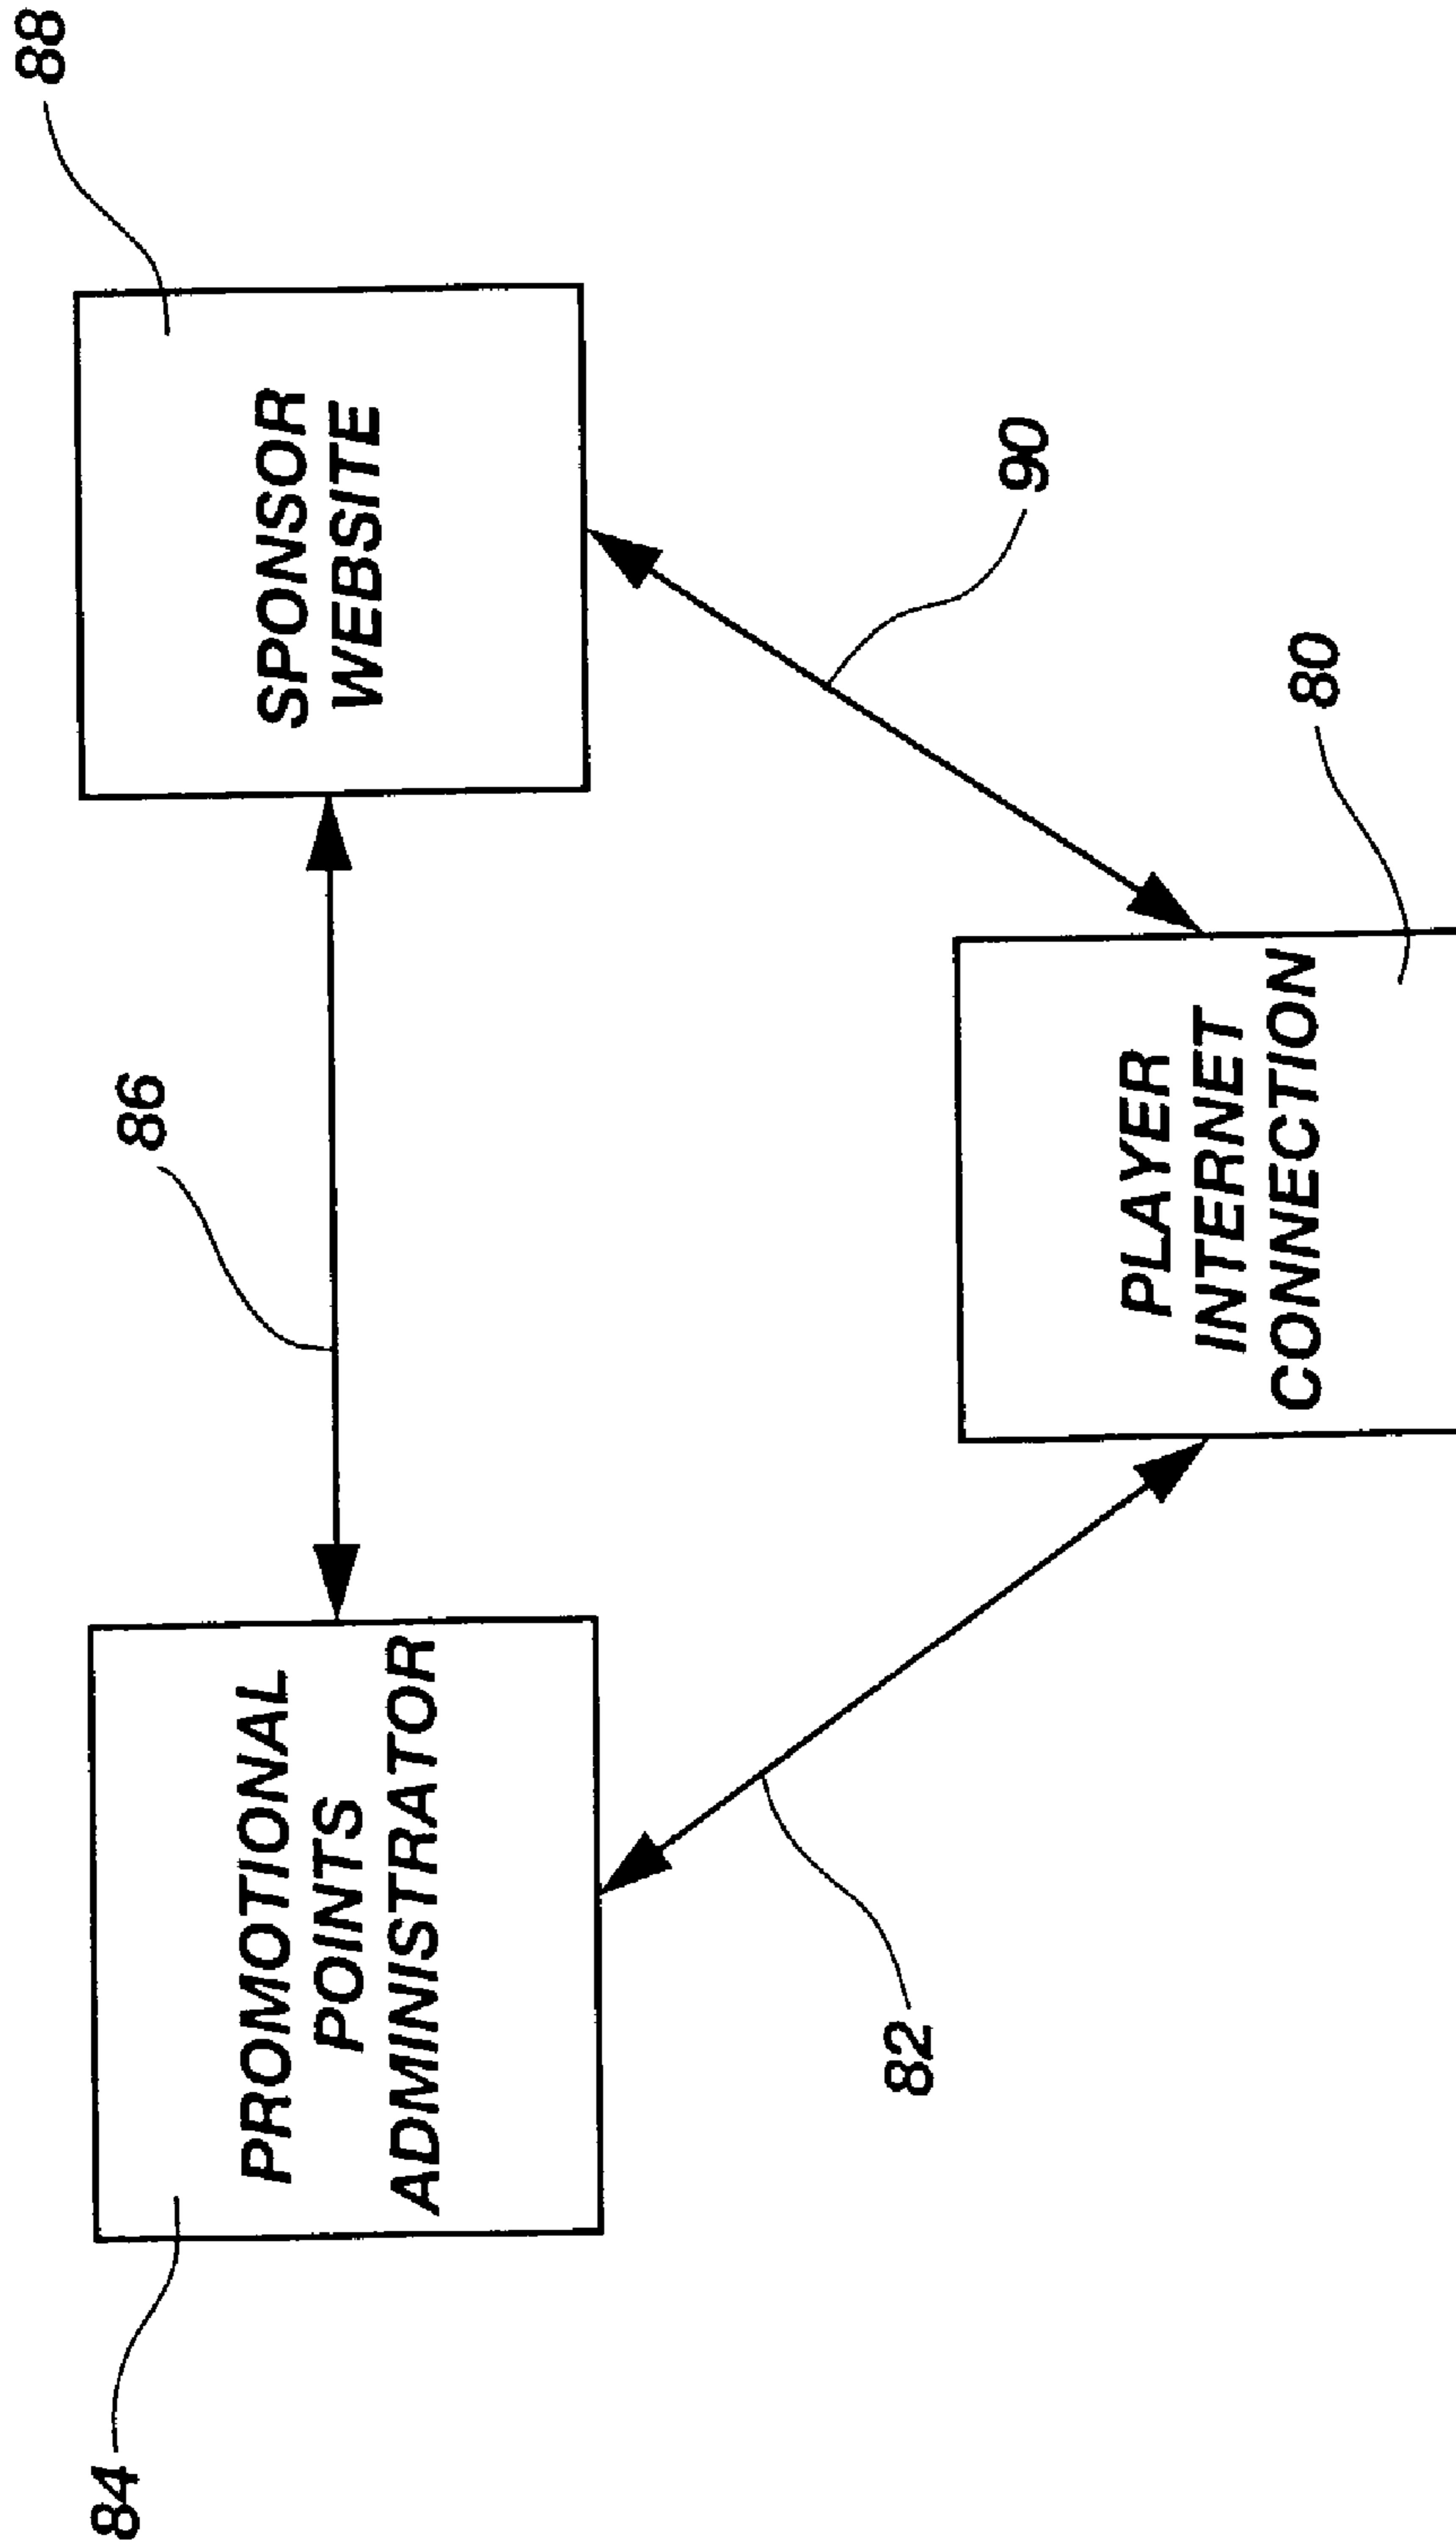 84
PROMOTIONAL
POINTS
ADMINISTRATOR
86
88
SPONSOR
WEBSITE
82
90
PLAYER
INTERNET
CONNECTION
80